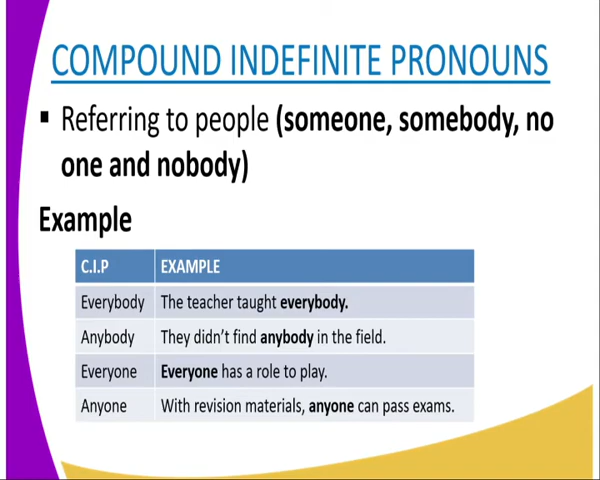 COMPOUND INDEFINITE PRONOUNS
▪ Referring to people (someone, somebody, no
one and nobody)
Example
C.I.P EXAMPLE
Everybody The teacher taught everybody.
Anybody They didn't find anybody in the field.
Everyone Everyone has a role to play.
Anyone With revision materials, anyone can pass exams.